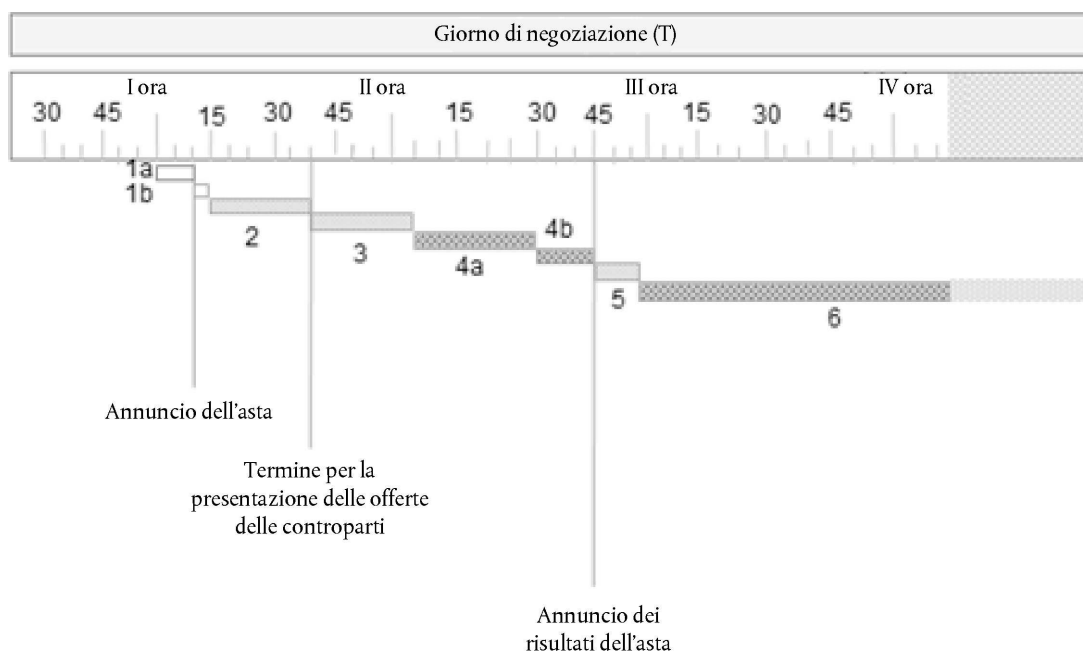 Giorno di negoziazione (T)
I ora II ora III ora IV ora
30 45 15 30 45 15 30 45 15 30 45
1a
1b
2
3
4a
4b
5
6
Annuncio dell'asta
Termine per la
presentazione delle offerte
delle controparti
Annuncio dei
risultati dell'asta